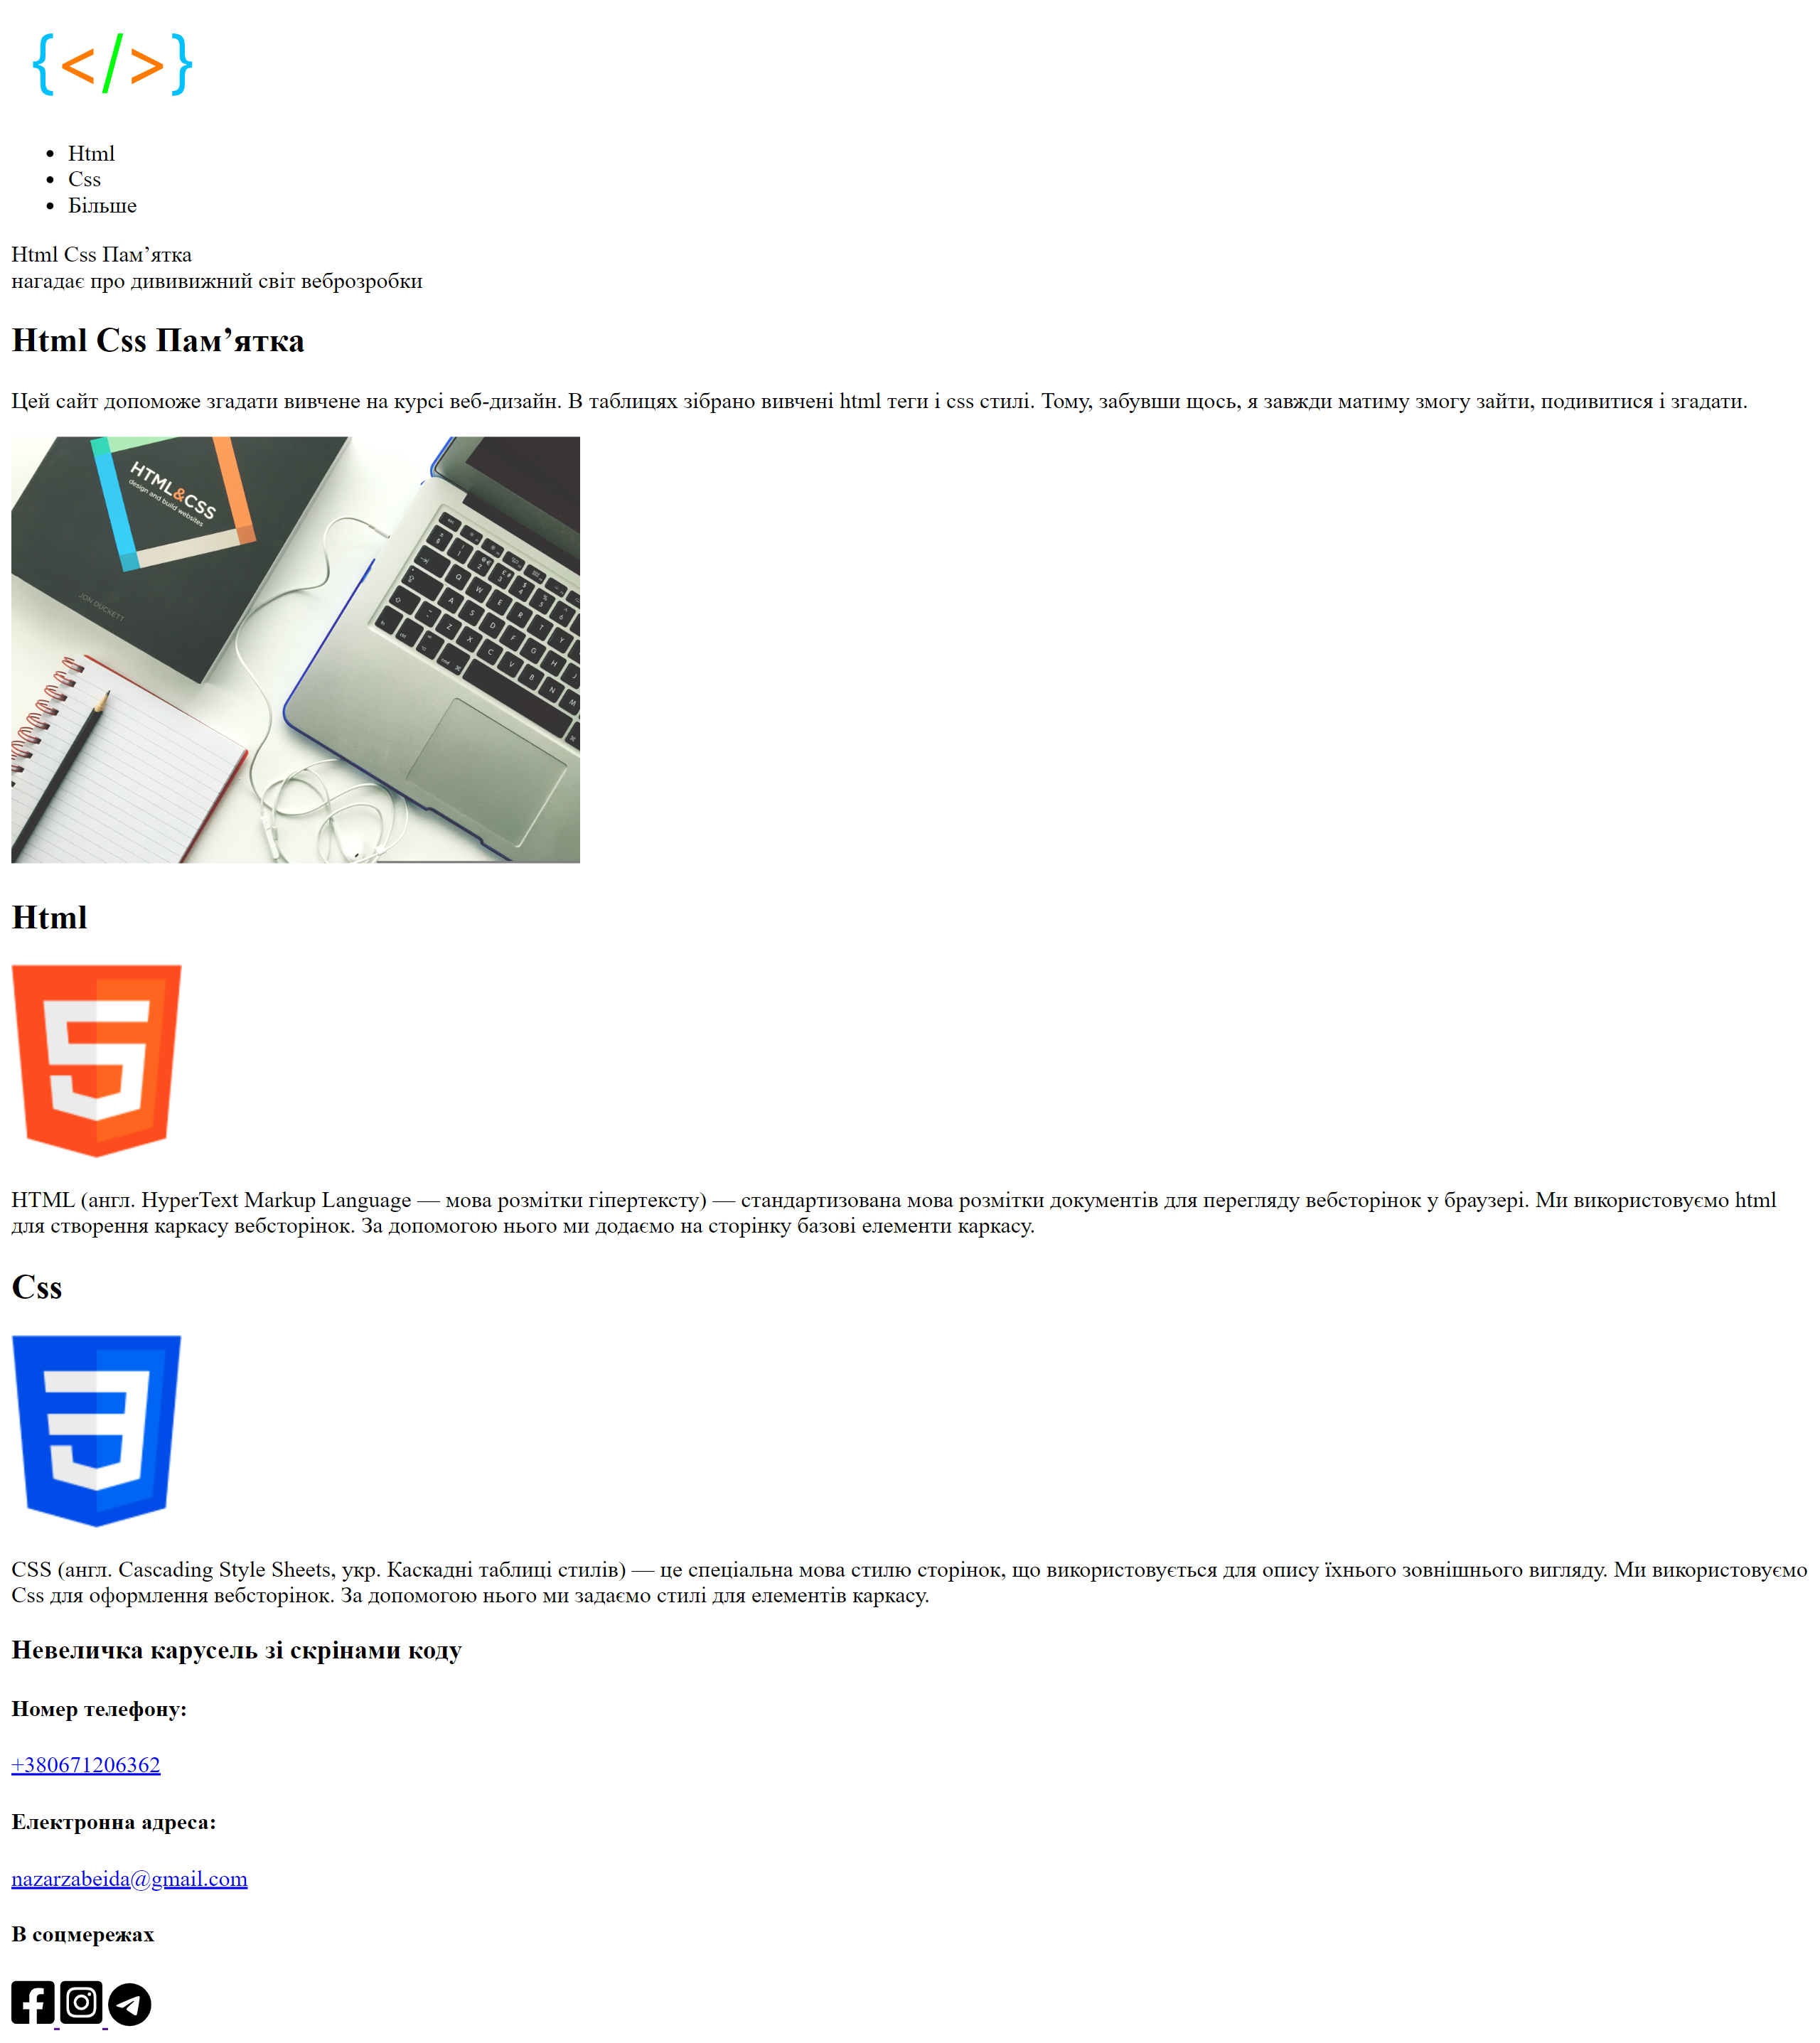 {</>}
Html
Css
Більше
Html Css Пам’ятка
нагадає про дививижний світ веброзробки
Html Css Пам’ятка
Цей сайт допоможе згадати вивчене на курсі веб-дизайн. В таблицях зібрано вивчені html теги і css стилі. Тому, забувши щось, я завжди матиму змогу зайти, подивитися і згадати.
HTML&CSS
design and build websites
JON DUCKETT
Html
HTML (англ. HyperText Markup Language — мова розмітки гіпертексту) — стандартизована мова розмітки документів для перегляду вебсторінок у браузері. Ми використовуємо html
для створення каркасу вебсторінок. За допомогою нього ми додаємо на сторінку базові елементи каркасу.
Css
CSS (англ. Cascading Style Sheets, укр. Каскадні таблиці стилів) — це спеціальна мова стилю сторінок, що використовується для опису їхнього зовнішнього вигляду. Ми використовуємо
Css для оформлення вебсторінок. За допомогою нього ми задаємо стилі для елементів каркасу.
Невеличка карусель зі скрінами коду
Номер телефону:
+380671206362
Електронна адреса:
nazarzabeida@gmail.com
В соцмережах